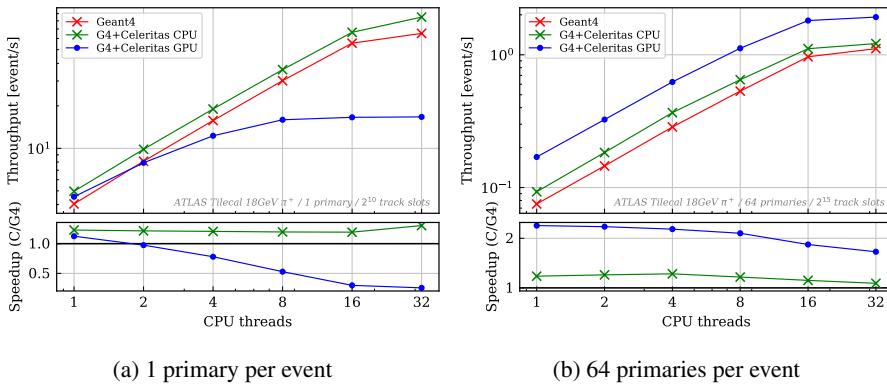 Throughput [event/s]
10¹
Geant4
G4+Celeritas CPU
G4+Celeritas GPU
ATLAS Tilecal 18GeV π⁺ / 1 primary / 2¹⁰ track slots
Speedup (C/G4)
1.0
0.5
1 2 4 8 16 32
CPU threads
(a) 1 primary per event
Throughput [event/s]
10⁰
10⁻¹
Geant4
G4+Celeritas CPU
G4+Celeritas GPU
ATLAS Tilecal 18GeV π⁺ / 64 primaries / 2¹⁵ track slots
Speedup (C/G4)
2
1
1 2 4 8 16 32
CPU threads
(b) 64 primaries per event